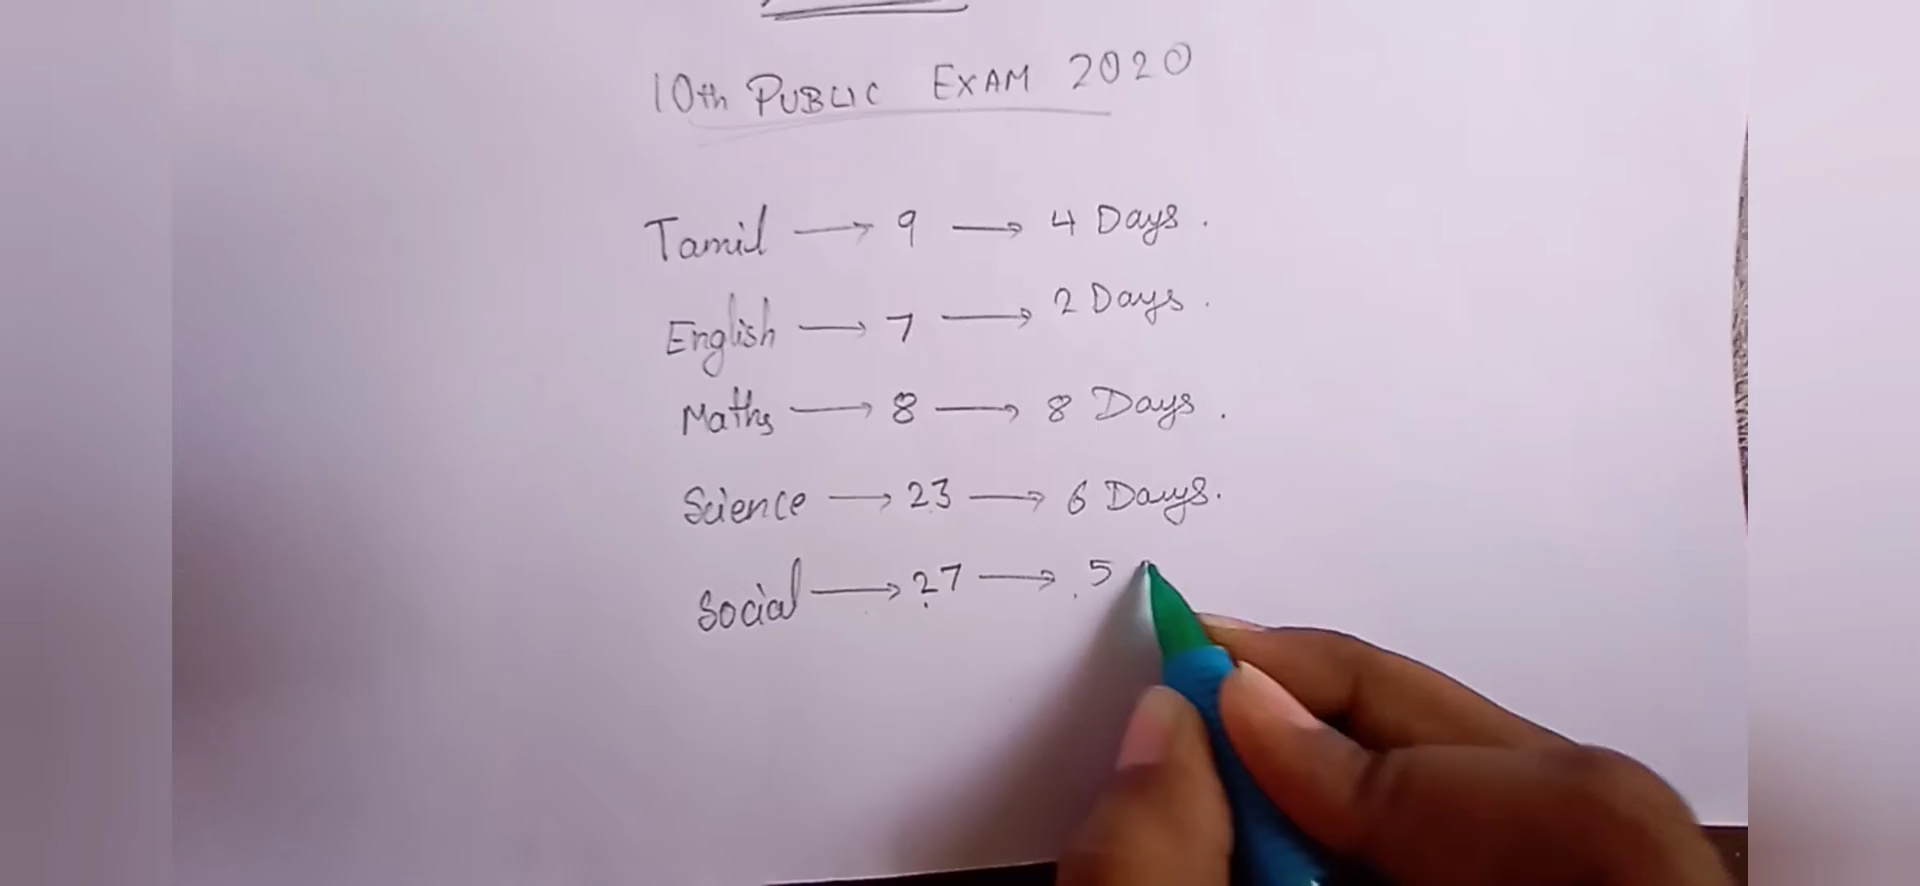 10th PUBLIC EXAM 2020
Tamil → 9 → 4 Days.
English → 7 → 2 Days.
Maths → 8 → 8 Days.
Science → 23 → 6 Days.
Social → 27 → 5